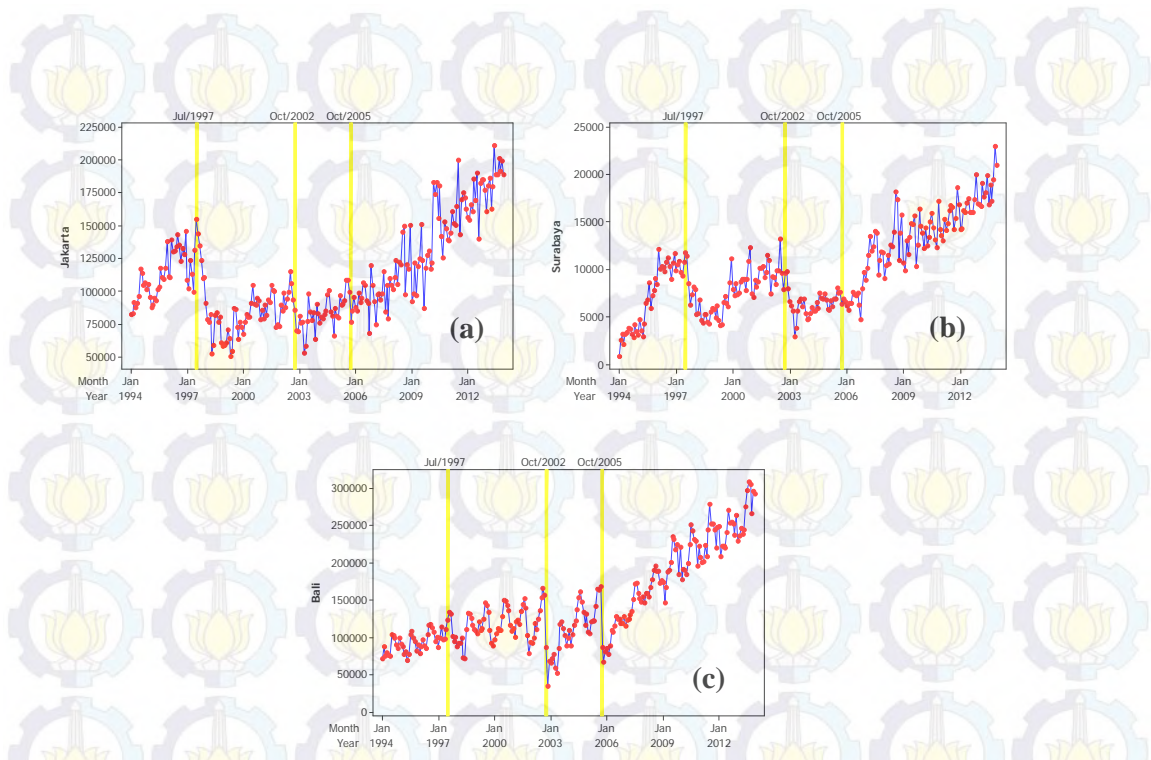 Jul/1997 Oct/2002 Oct/2005
225000
200000
175000
150000
125000
100000
75000
50000
Jakarta
(a)
Month Jan Jan Jan Jan Jan Jan Jan
Year 1994 1997 2000 2003 2006 2009 2012
Jul/1997 Oct/2002 Oct/2005
25000
20000
15000
10000
5000
0
Surabaya
(b)
Month Jan Jan Jan Jan Jan Jan Jan
Year 1994 1997 2000 2003 2006 2009 2012
Jul/1997 Oct/2002 Oct/2005
300000
250000
200000
150000
100000
50000
0
Bali
(c)
Month Jan Jan Jan Jan Jan Jan Jan
Year 1994 1997 2000 2003 2006 2009 2012